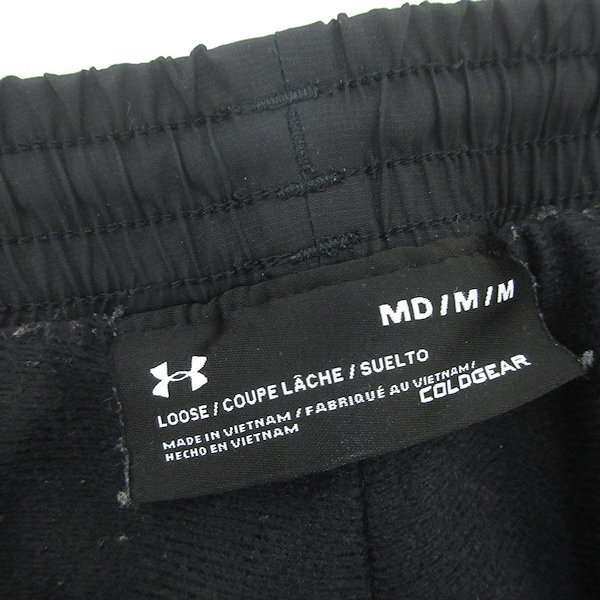 MD / M / M
LOOSE / COUPE LÂCHE / SUELTO
MADE IN VIETNAM / FABRIQUÉ AU VIETNAM /
HECHO EN VIETNAM
COLDGEAR